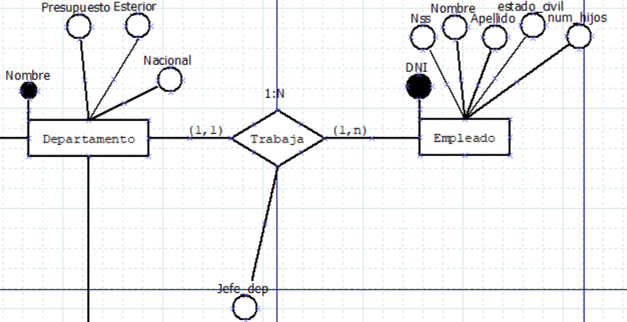 Presupuesto Esterior
Nacional
Nombre
Nss
Nombre
Apellido
estado_civil
num_hijos
DNI
1:N
Departamento
(1,1)
Trabaja
(1,n)
Empleado
Jefe_dep